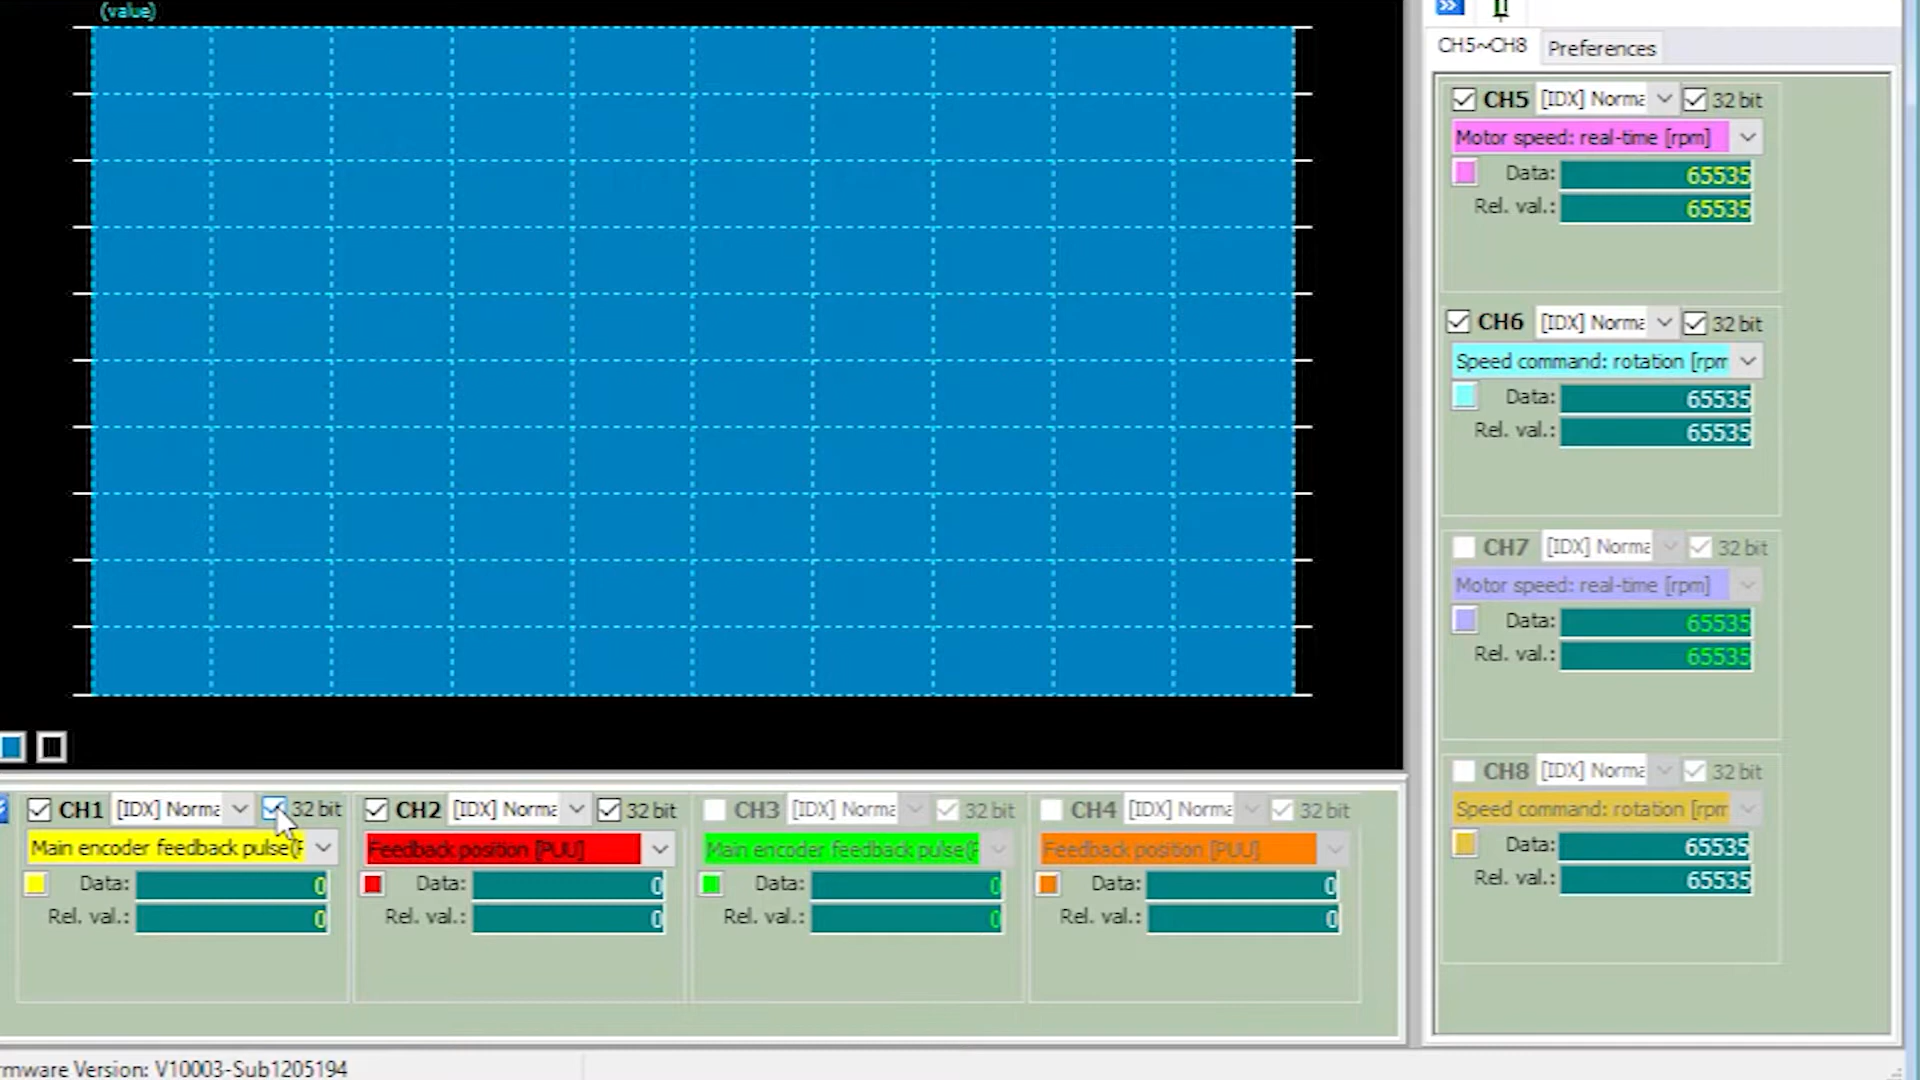 (value)
CH5~CH8 Preferences
CH5 [IDX] Norma 32 bit
Motor speed: real-time [rpm]
Data: 65535
Rel. val.: 65535
CH6 [IDX] Norma 32 bit
Speed command: rotation [rpm
Data: 65535
Rel. val.: 65535
CH7 [IDX] Norma 32 bit
Motor speed: real-time [rpm]
Data: 65535
Rel. val.: 65535
CH8 [IDX] Norma 32 bit
Speed command: rotation [rpm
Data: 65535
Rel. val.: 65535
CH1 [IDX] Norma 32 bit
Main encoder feedback pulse(F
Data: 0
Rel. val.: 0
CH2 [IDX] Norma 32 bit
Feedback position [PUU]
Data: 0
Rel. val.: 0
CH3 [IDX] Norma 32 bit
Main encoder feedback pulse(F
Data: 0
Rel. val.: 0
CH4 [IDX] Norma 32 bit
Feedback position [PUU]
Data: 0
Rel. val.: 0
rmware Version: V10003-Sub1205194